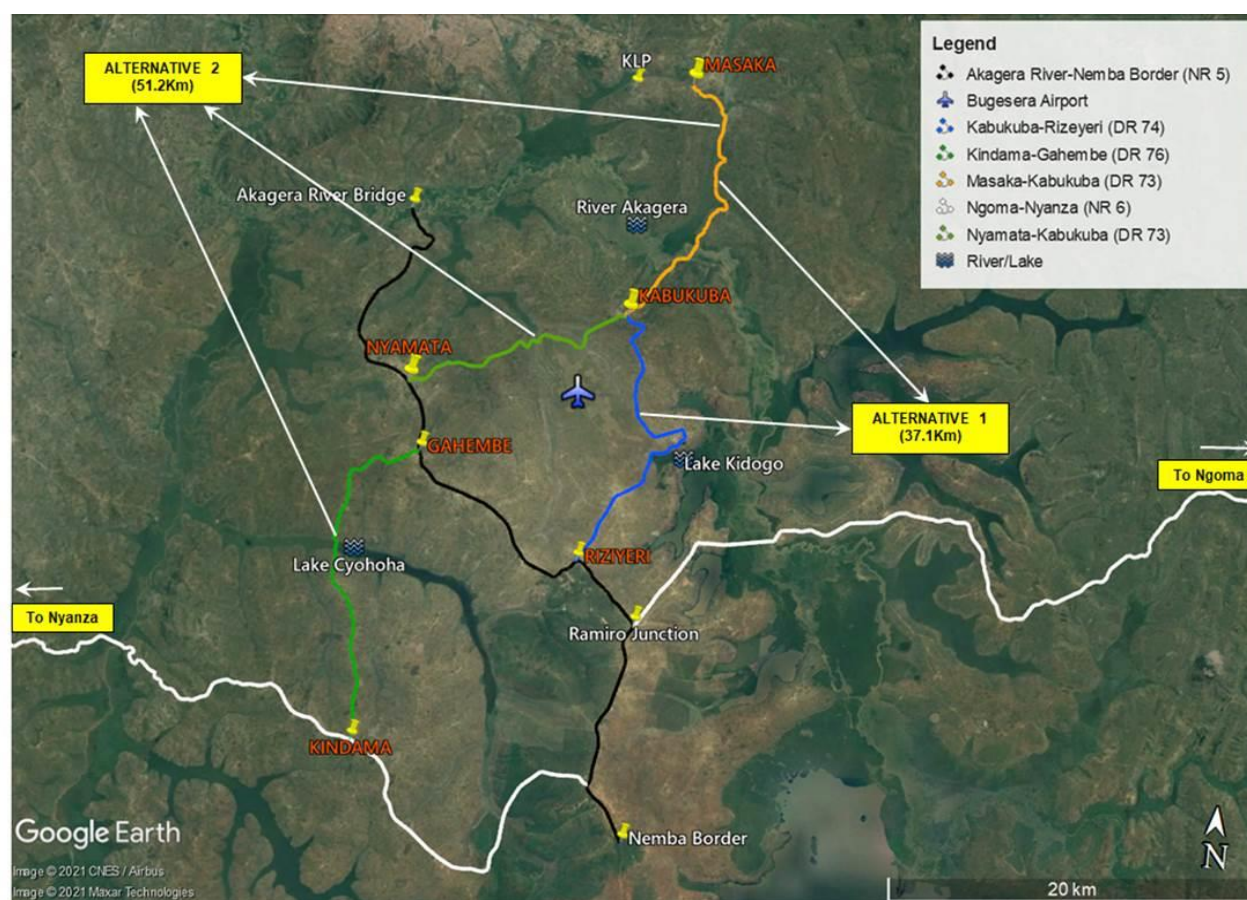 KLP
MASAKA
ALTERNATIVE 2
(51.2Km)
Legend
Akagera River-Nemba Border (NR 5)
Bugesera Airport
Kabukuba-Rizeyeri (DR 74)
Kindama-Gahembe (DR 76)
Masaka-Kabukuba (DR 73)
Ngoma-Nyanza (NR 6)
Nyamata-Kabukuba (DR 73)
River/Lake
Akagera River Bridge
River Akagera
KABUKUBA
NYAMATA
ALTERNATIVE 1
(37.1Km)
GAHEMBE
Lake Kidogo
To Ngoma
RIZIYERI
Lake Cyohoha
To Nyanza
Ramiro Junction
KINDAMA
Nemba Border
Google Earth
Image © 2021 CNES / Airbus
Image © 2021 Maxar Technologies
N
20 km